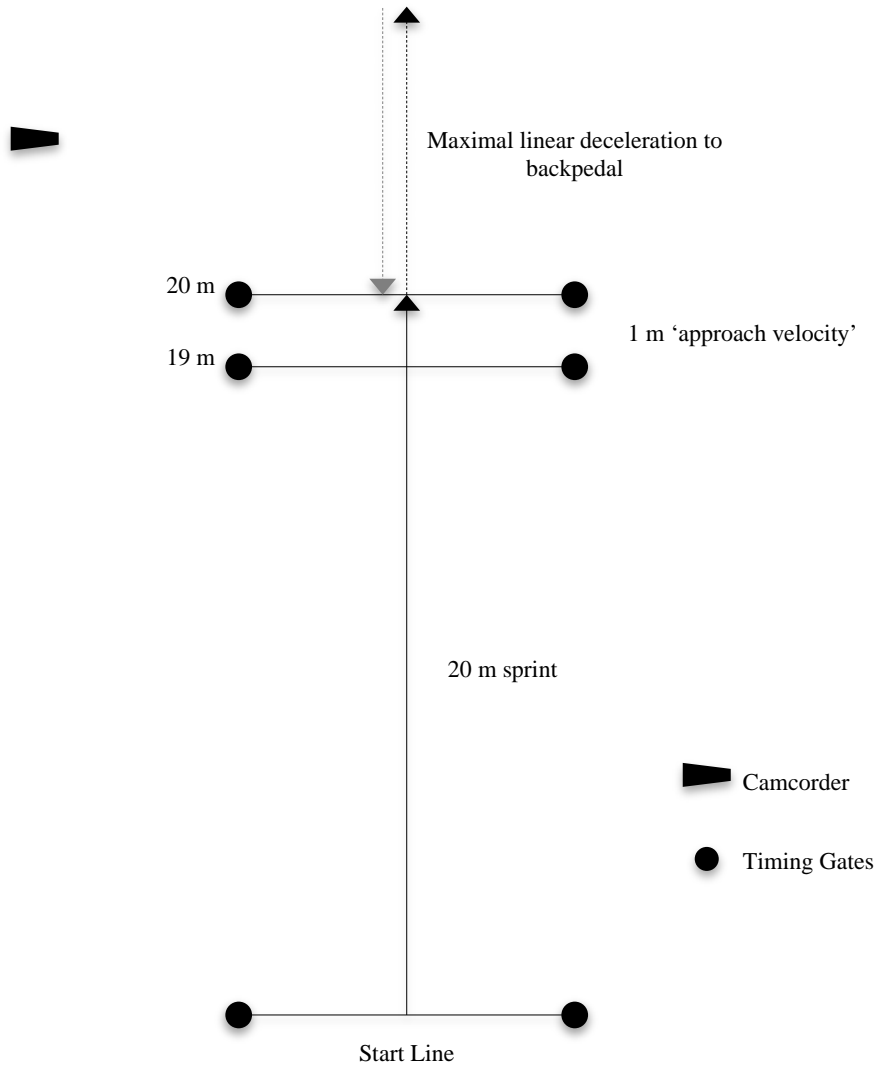 Maximal linear deceleration to
backpedal
20 m
1 m ‘approach velocity’
19 m
20 m sprint
Camcorder
Timing Gates
Start Line